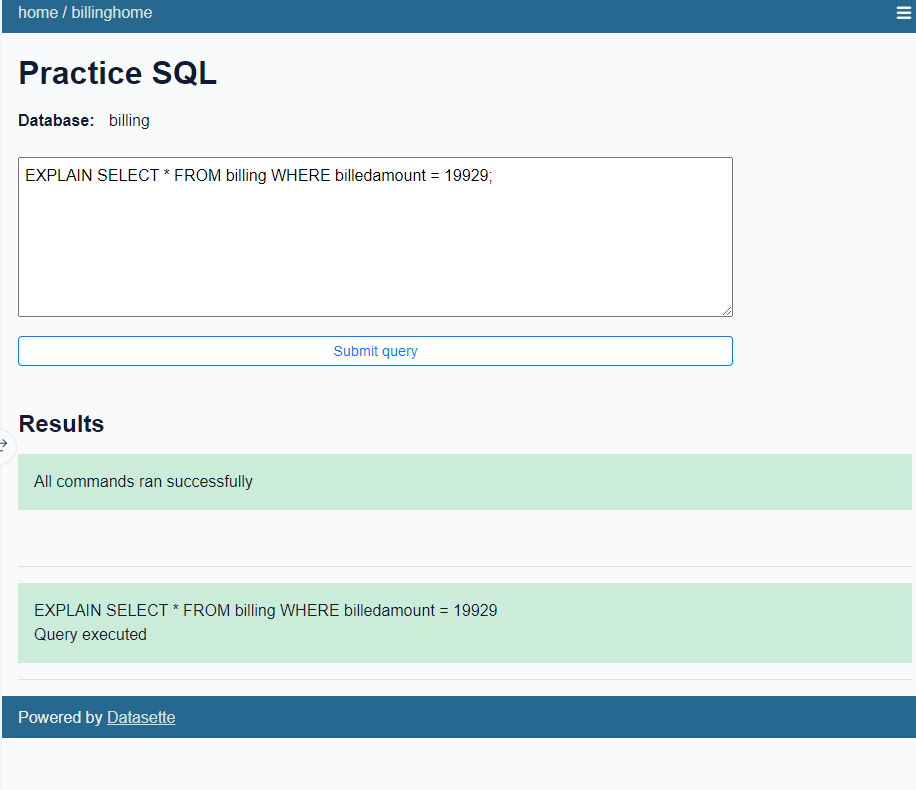 home / billinghome
Practice SQL
Database: billing
EXPLAIN SELECT * FROM billing WHERE billedamount = 19929;
Submit query
Results
All commands ran successfully
EXPLAIN SELECT * FROM billing WHERE billedamount = 19929
Query executed
Powered by Datasette